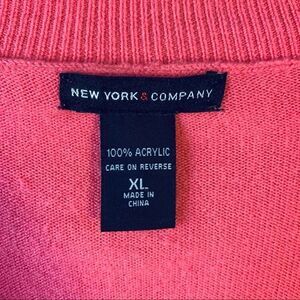 NEW YORK & COMPANY
100% ACRYLIC
CARE ON REVERSE
XL
MADE IN
CHINA